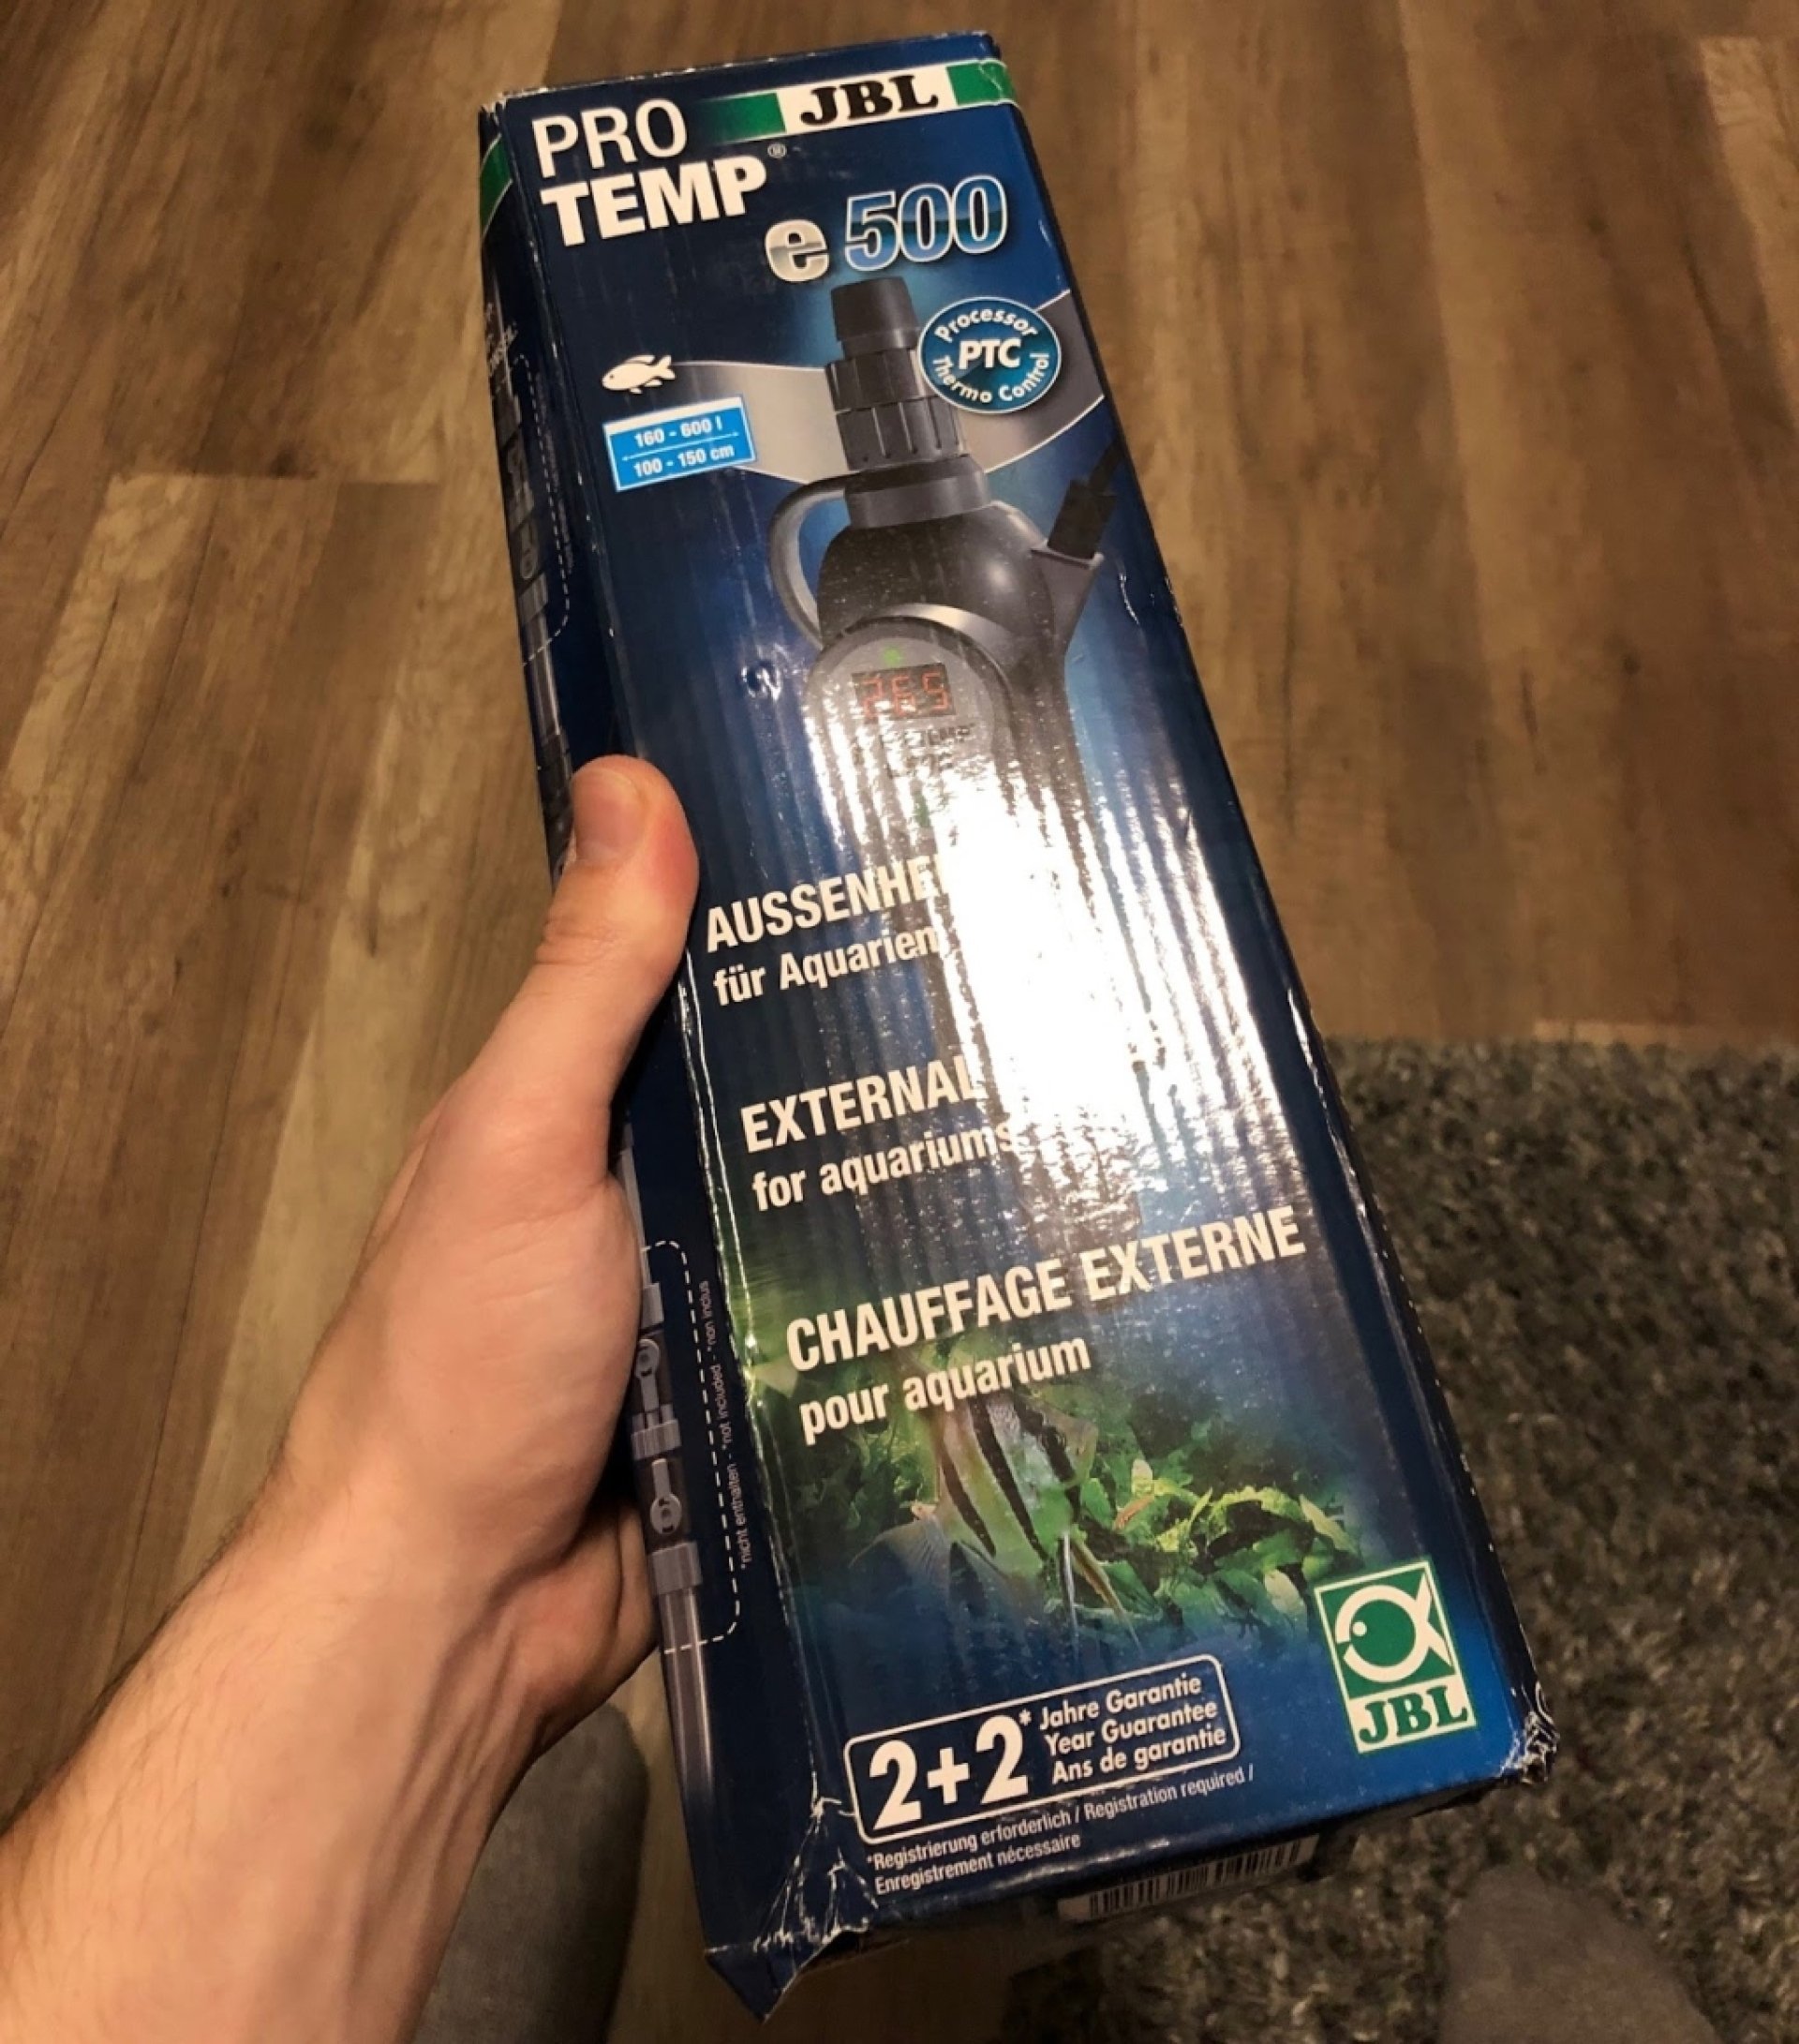 PRO
JBL
TEMP®
e 500
Processor
PTC
Thermo Control
160 - 600 l
100 - 150 cm
für Aquarien
EXTERNAL
for aquariums
CHAUFFAGE EXTERNE
pour aquarium
*nicht enthalten - *not included - *non inclus
JBL
2+2*
Jahre Garantie
Year Guarantee
Ans de garantie
*Registrierung erforderlich / Registration required /
Enregistrement nécessaire